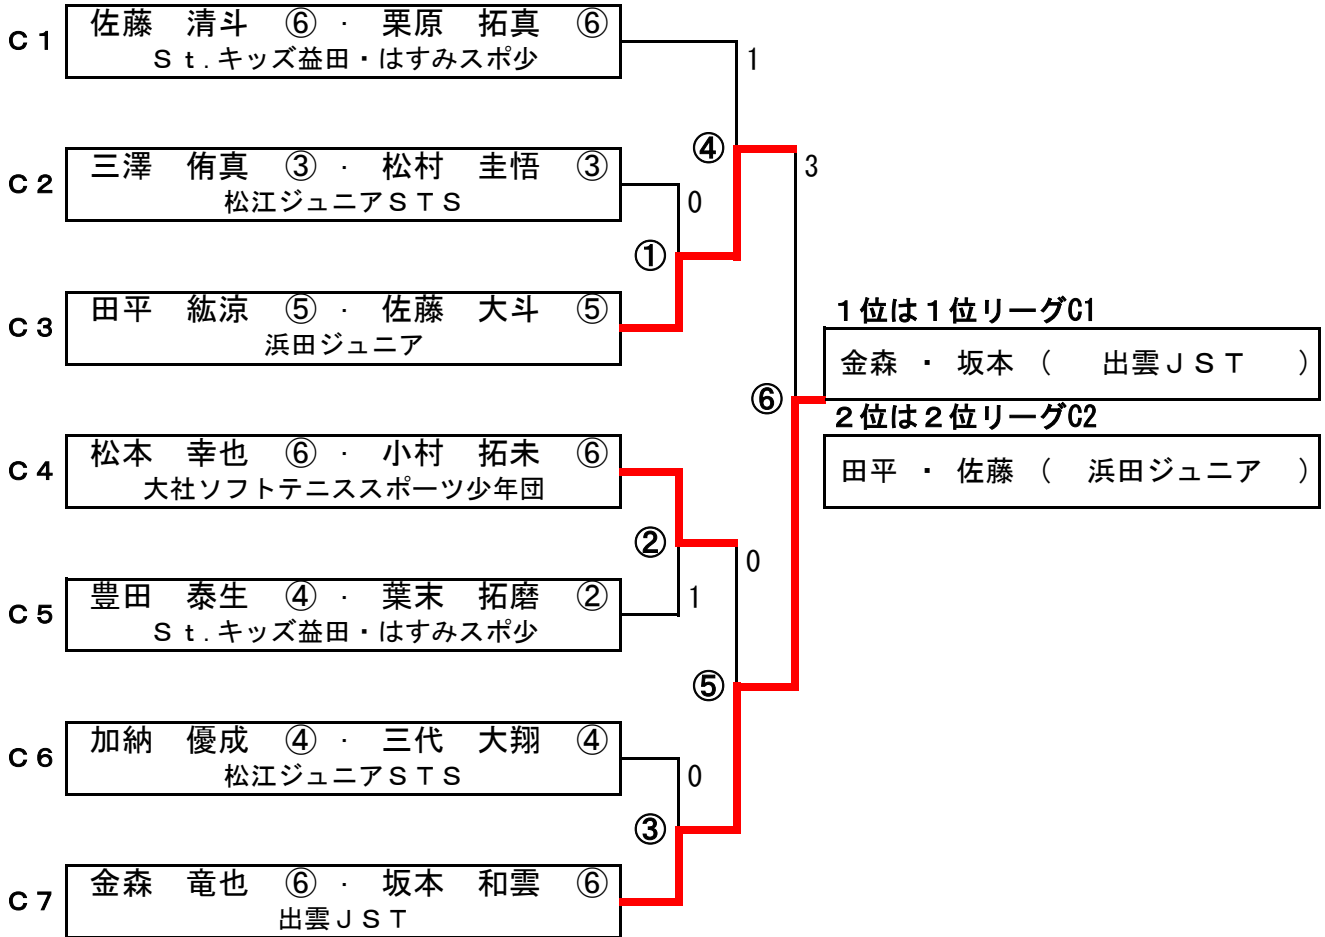 Ｃ１
佐藤　清斗　⑥ ・ 栗原　拓真　⑥
Ｓｔ.キッズ益田・はすみスポ少
1
④
3
Ｃ２
三澤　侑真　③ ・ 松村　圭悟　③
松江ジュニアＳＴＳ
0
①
Ｃ３
田平　紘涼　⑤ ・ 佐藤　大斗　⑤
浜田ジュニア
１位は１位リーグC1
金森 ・ 坂本 （　出雲ＪＳＴ　）
⑥
２位は２位リーグC2
田平 ・ 佐藤 （　浜田ジュニア　）
Ｃ４
松本　幸也　⑥ ・ 小村　拓未　⑥
大社ソフトテニススポーツ少年団
②
0
Ｃ５
豊田　泰生　④ ・ 葉末　拓磨　②
Ｓｔ.キッズ益田・はすみスポ少
1
⑤
Ｃ６
加納　優成　④ ・ 三代　大翔　④
松江ジュニアＳＴＳ
0
③
Ｃ７
金森　竜也　⑥ ・ 坂本　和雲　⑥
出雲ＪＳＴ